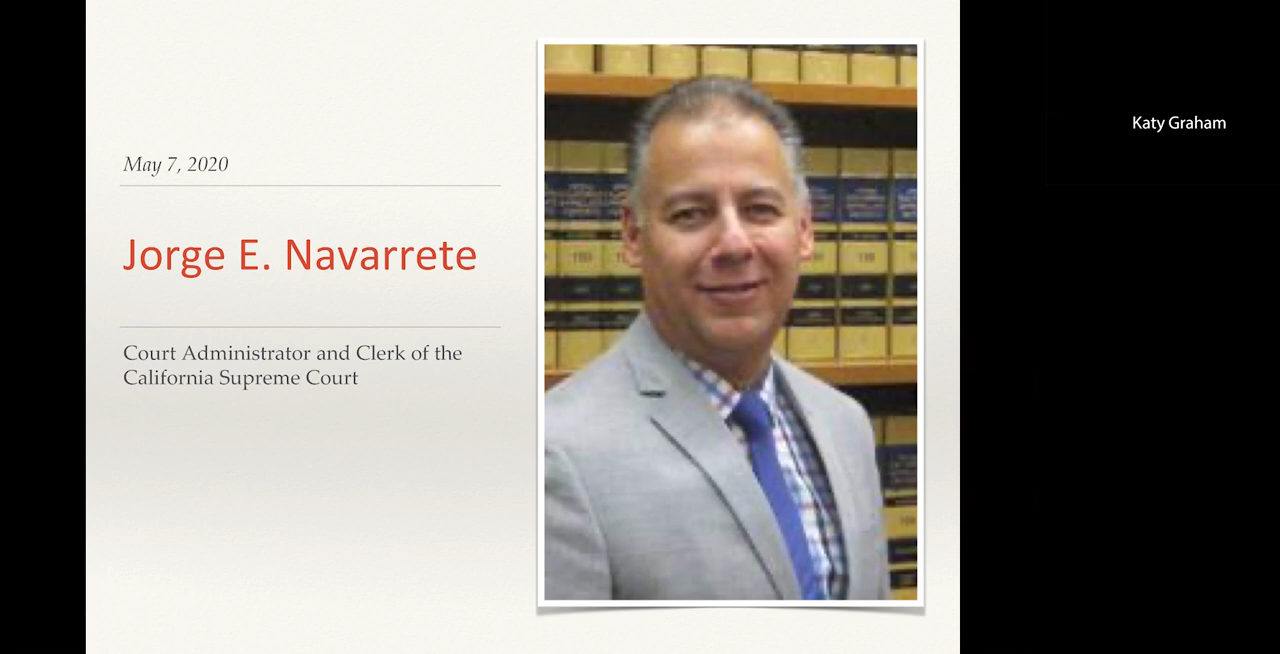 May 7, 2020
Jorge E. Navarrete
Court Administrator and Clerk of the
California Supreme Court
Katy Graham